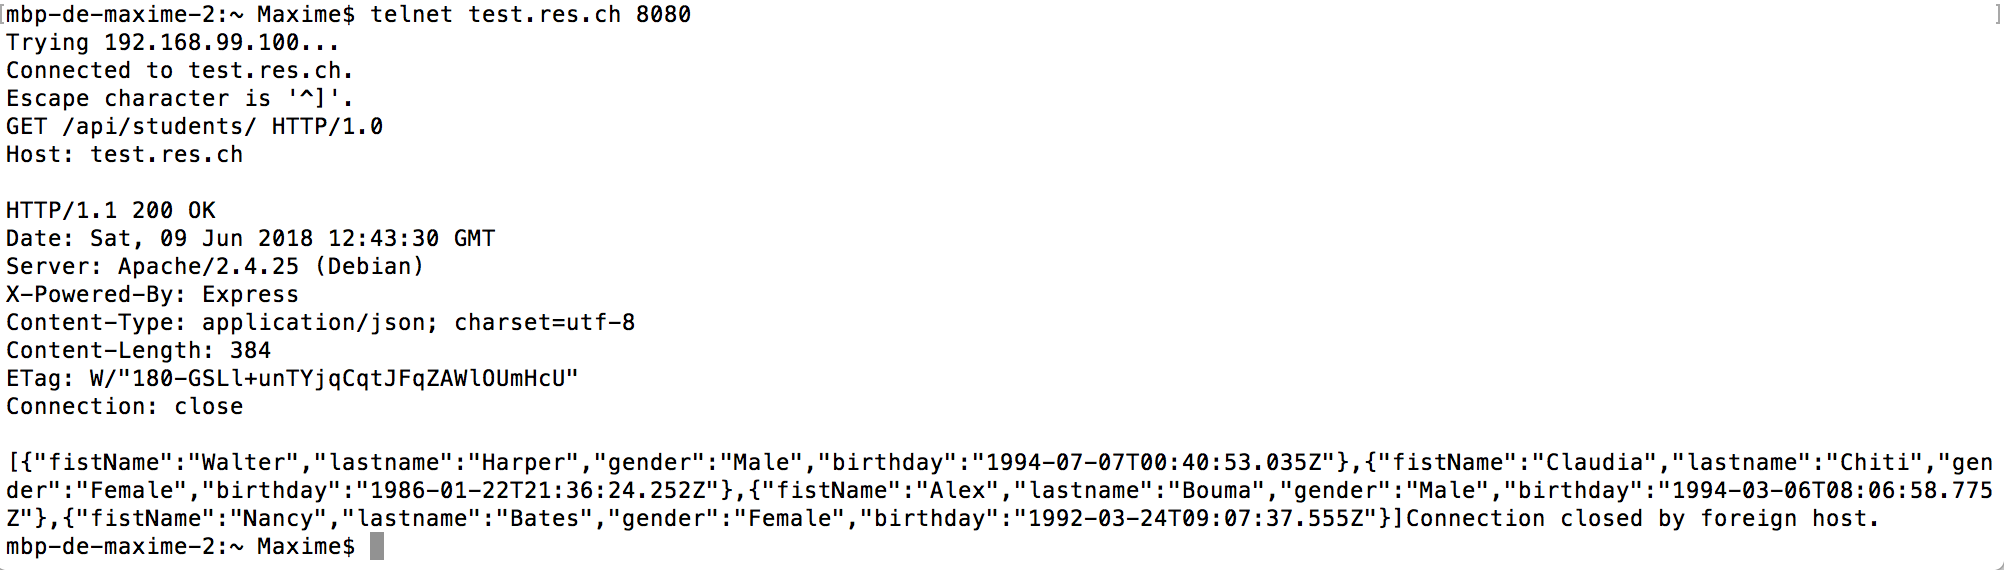 [mbp-de-maxime-2:~ Maxime$ telnet test.res.ch 8080 ]
Trying 192.168.99.100...
Connected to test.res.ch.
Escape character is '^]'.
GET /api/students/ HTTP/1.0
Host: test.res.ch

HTTP/1.1 200 OK
Date: Sat, 09 Jun 2018 12:43:30 GMT
Server: Apache/2.4.25 (Debian)
X-Powered-By: Express
Content-Type: application/json; charset=utf-8
Content-Length: 384
ETag: W/"180-GSLl+unTYjqCqtJFqZAWlOUmHcU"
Connection: close

[{"fistName":"Walter","lastname":"Harper","gender":"Male","birthday":"1994-07-07T00:40:53.035Z"},{"fistName":"Claudia","lastname":"Chiti","gen
der":"Female","birthday":"1986-01-22T21:36:24.252Z"},{"fistName":"Alex","lastname":"Bouma","gender":"Male","birthday":"1994-03-06T08:06:58.775
Z"},{"fistName":"Nancy","lastname":"Bates","gender":"Female","birthday":"1992-03-24T09:07:37.555Z"}]Connection closed by foreign host.
mbp-de-maxime-2:~ Maxime$